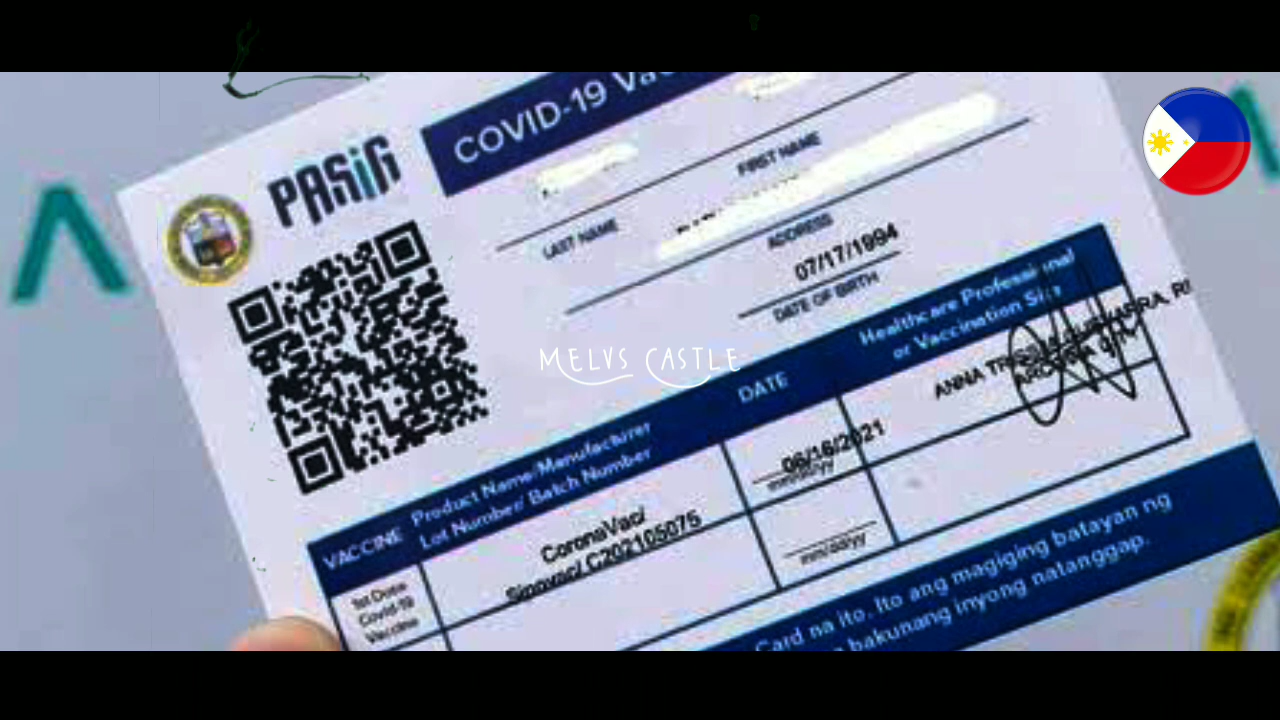 PASiG
COVID-19
LAST NAME
FIRST NAME
ADDRESS
07/17/1994
DATE OF BIRTH
MELVS CASTLE
VACCINE
Product Name/Manufacturer
Lot Number/ Batch Number
DATE
Healthcare Professional
or Vaccination
1st Dose
Covid-19
Vaccine
CoronaVac/
Sinovac/ C202105075
06/16/2021
mm/dd/yy
ANNA
mm/dd/yy
Card na ito. Ito ang magiging batayan ng
bakunang inyong natanggap.